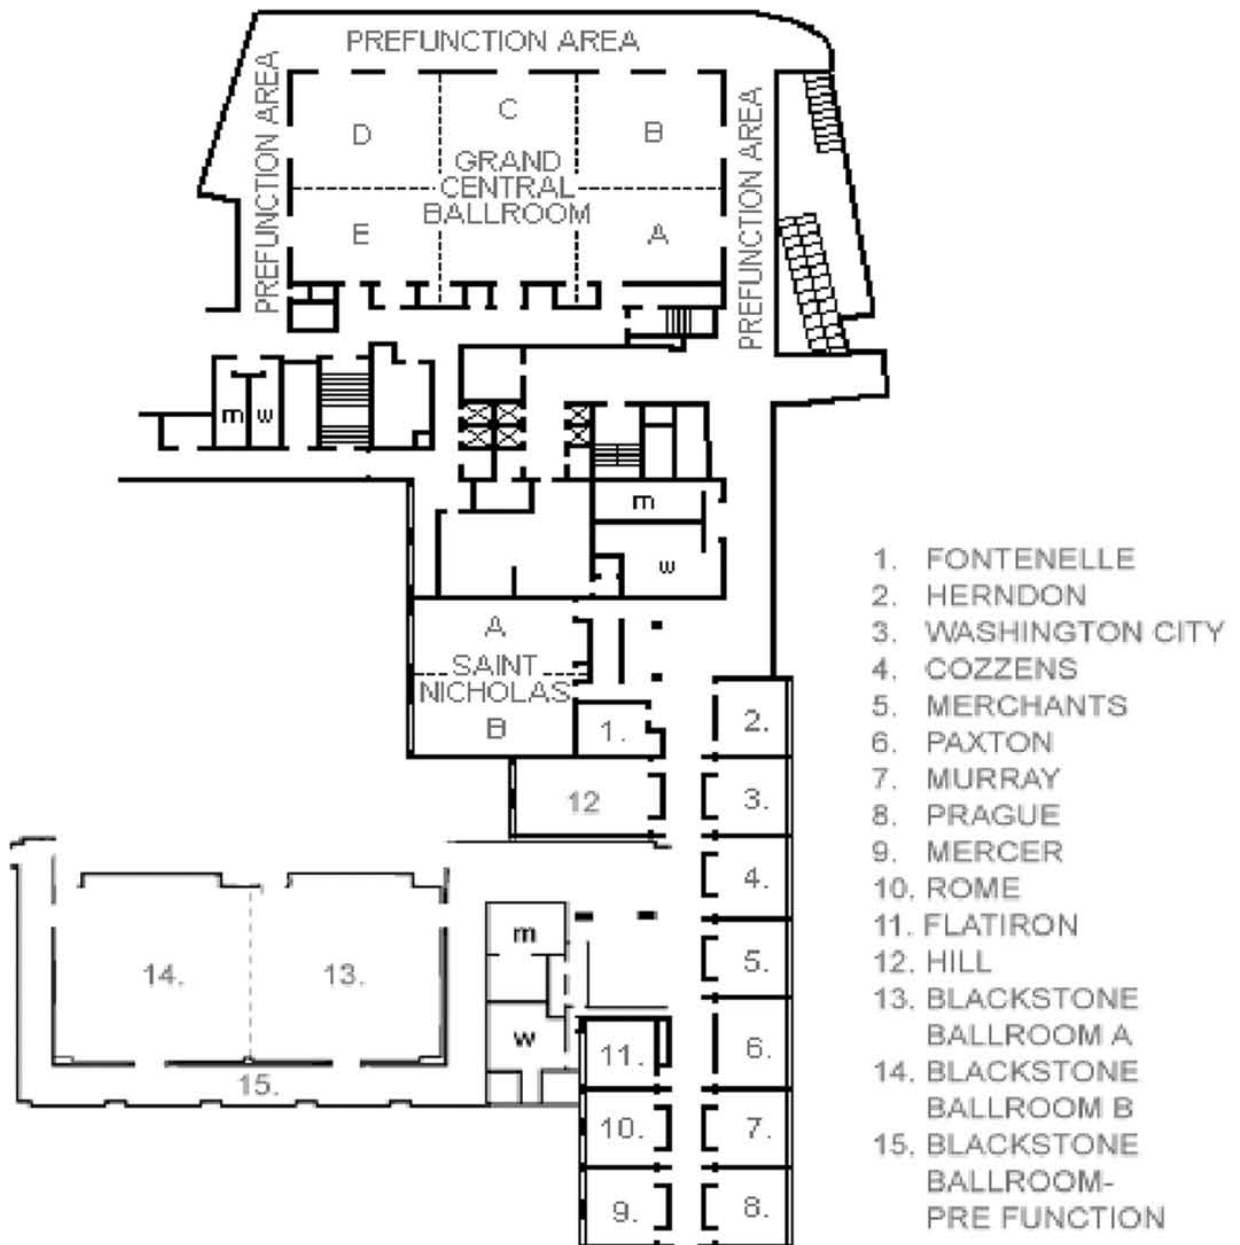 PREFUNCTION AREA
PREFUNCTION AREA
PREFUNCTION AREA
D
C
B
GRAND
CENTRAL
BALLROOM
E
A
m
w
m
w
A
SAINT
NICHOLAS
B
1.
2.
12
3.
4.
m
14.
13.
5.
w
11.
6.
15.
10.
7.
9.
8.
1. FONTENELLE
2. HERNDON
3. WASHINGTON CITY
4. COZZENS
5. MERCHANTS
6. PAXTON
7. MURRAY
8. PRAGUE
9. MERCER
10. ROME
11. FLATIRON
12. HILL
13. BLACKSTONE
BALLROOM A
14. BLACKSTONE
BALLROOM B
15. BLACKSTONE
BALLROOM-
PRE FUNCTION